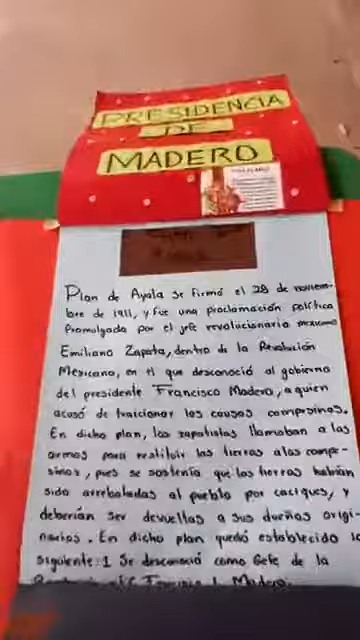 PRESIDENCIA
DE
MADERO
Plan de Ayala se firmó el 28 de noviem-
bre de 1911, y fue una proclamación política
Promulgada por el jefe revolucionario mexicano
Emiliano Zapata, dentro de la Revolución
Mexicana, en el que desconoció al gobierno
del presidente Francisco Madero, a quien
acusó de traicionar las causas campesinas.
En dicho plan, los zapatistas llamaban a las
armas para restituir las tierras a las campe-
sinos, pues se sostenía que las tierras habían
sido arrebatadas al pueblo por caciques, y
deberían ser devueltas a sus dueños origi-
narios. En dicho plan quedó establecido lo
siguiente: 1 Se desconoció como Gefe de la
Francisco I. Madero.